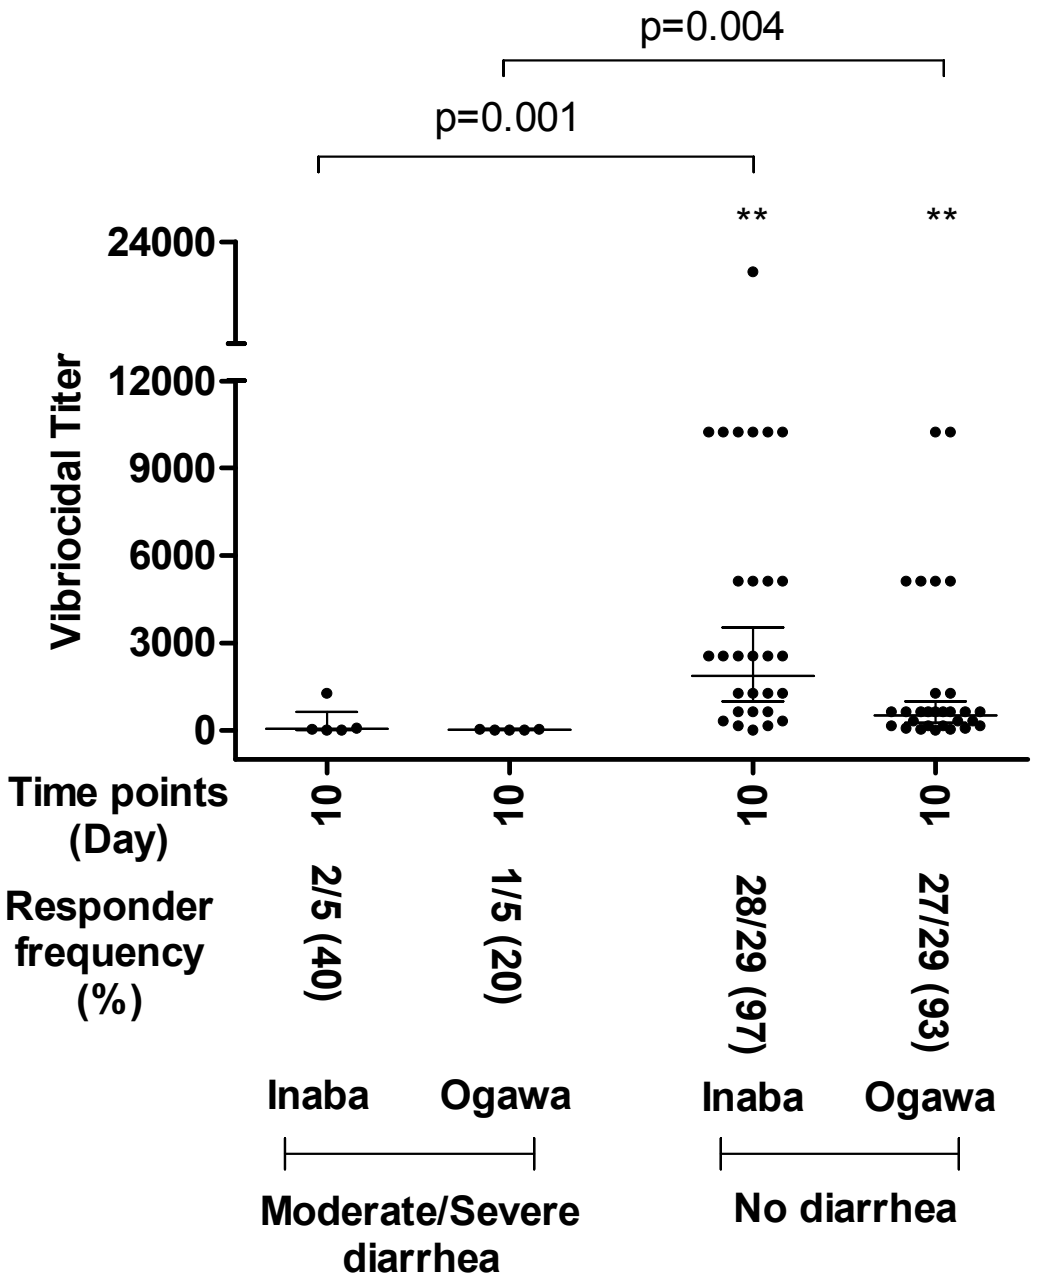 p=0.004
p=0.001
** **
24000
12000
9000
6000
3000
0
Vibriocidal Titer
Time points
(Day)
10 10 10 10
Responder
frequency
(%)
2/5 (40) 1/5 (20) 28/29 (97) 27/29 (93)
Inaba Ogawa Inaba Ogawa
Moderate/Severe
diarrhea
No diarrhea